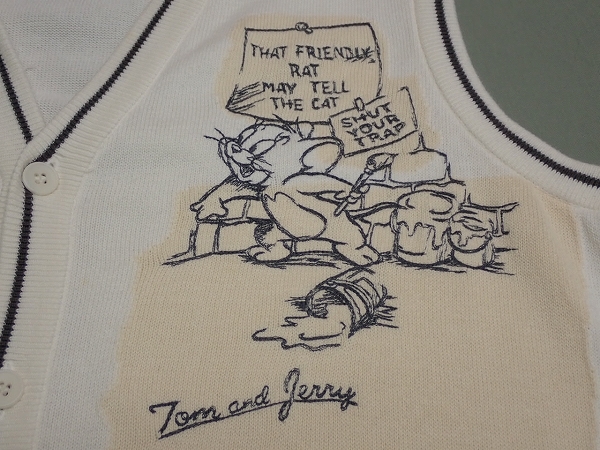 THAT FRIENDLY
RAT
MAY TELL
THE CAT
SHUT
YOUR
TRAP
Tom and Jerry